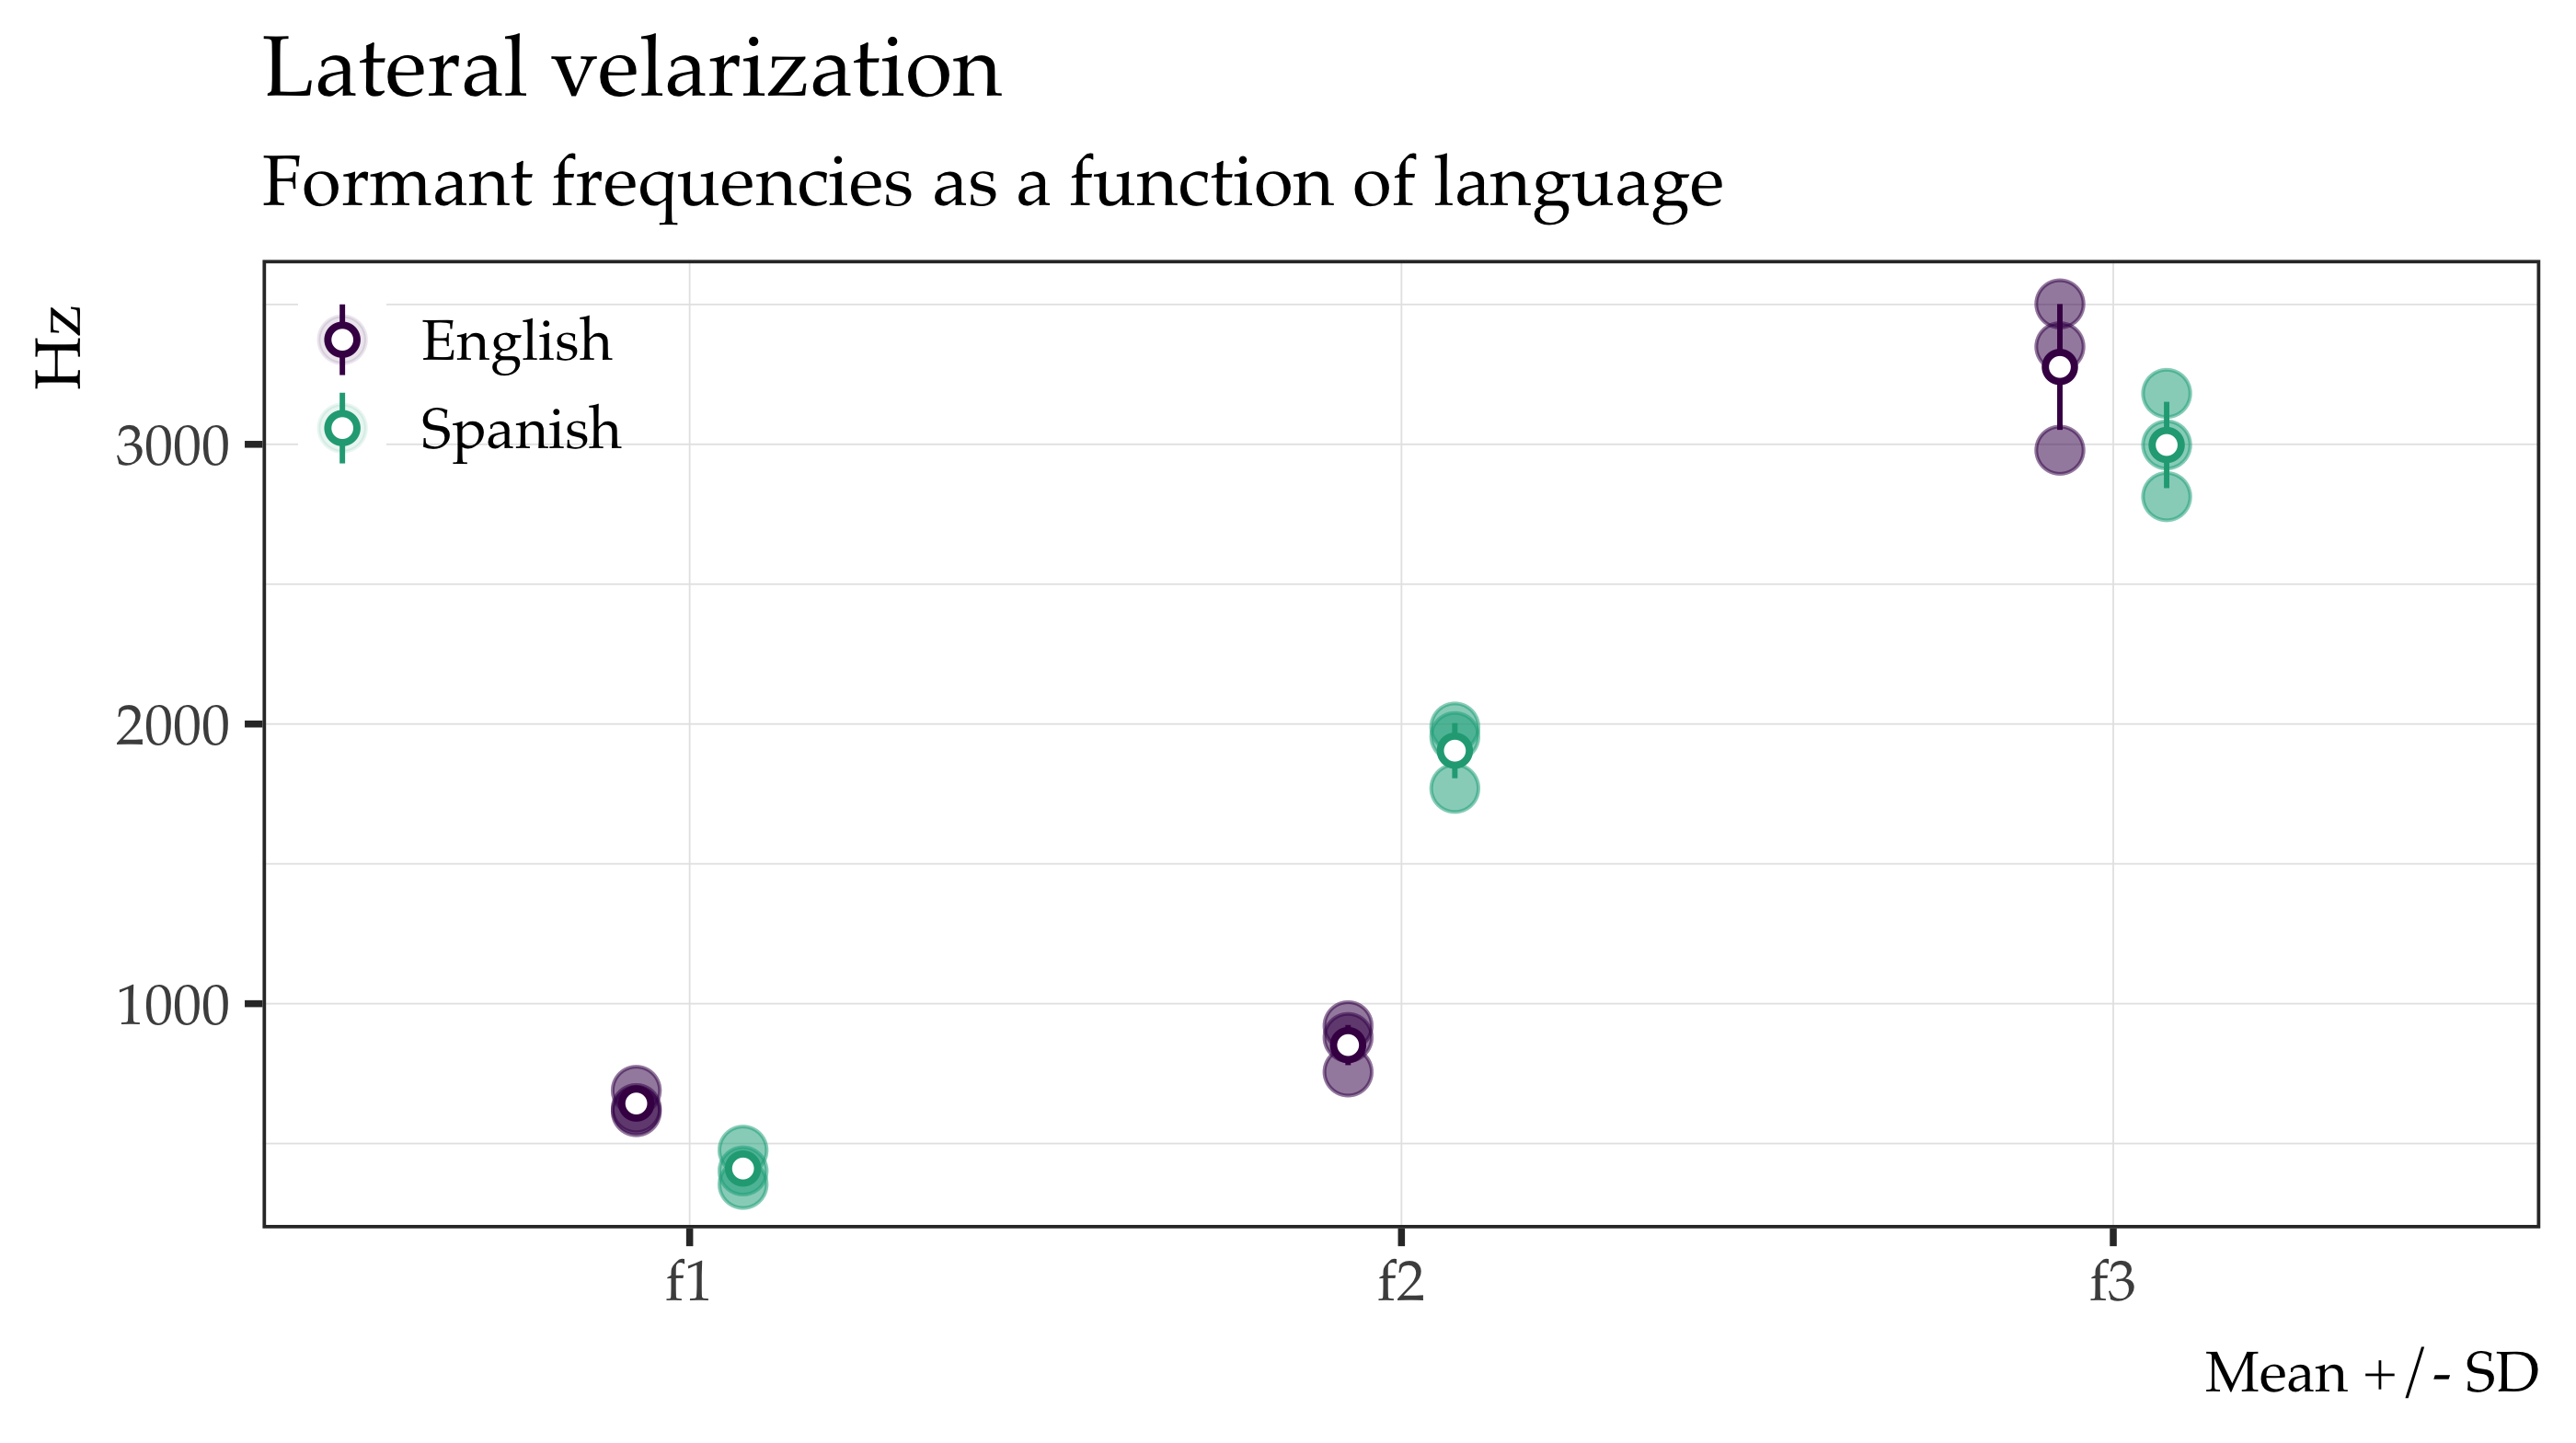 Lateral velarization
Formant frequencies as a function of language
Hz
English
Spanish
3000
2000
1000
f1
f2
f3
Mean +/- SD